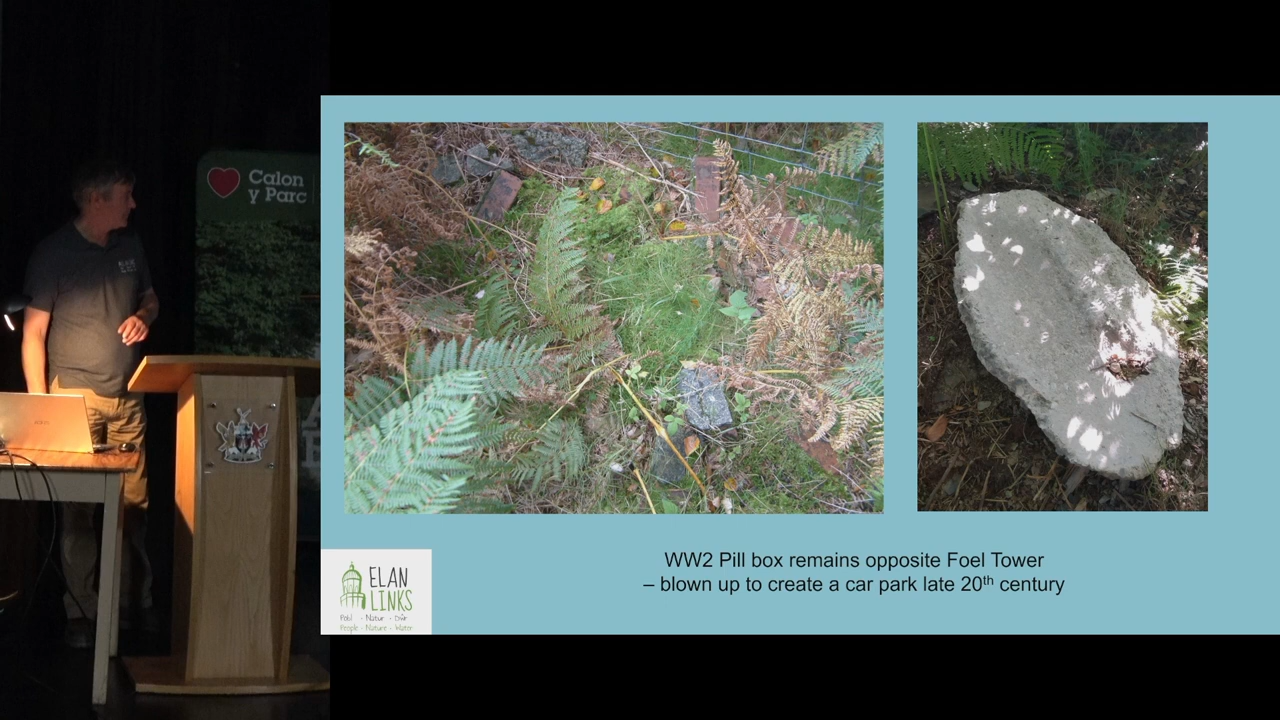 Calon
y Parc
WW2 Pill box remains opposite Foel Tower
– blown up to create a car park late 20th century
ELAN
LINKS
Pobl - Natur - Dŵr
People - Nature - Water